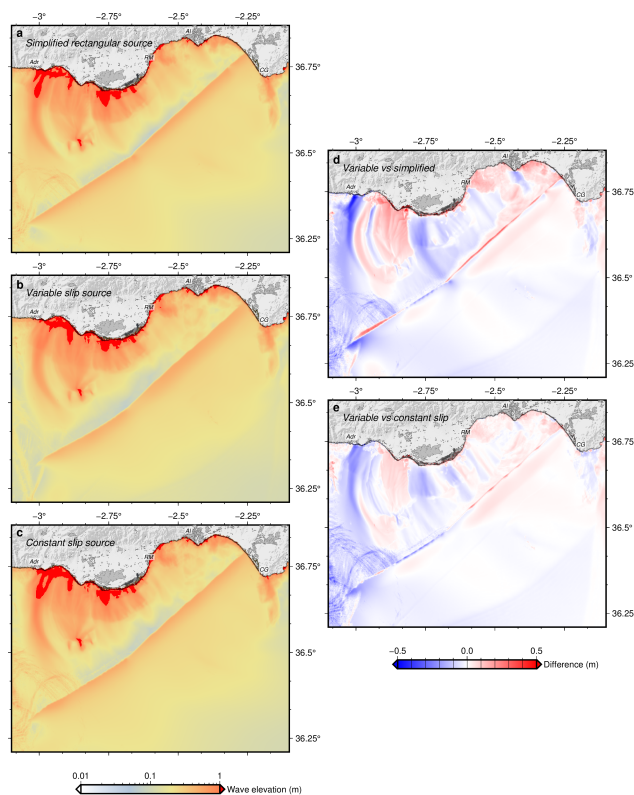 −3° −2.75° −2.5° −2.25°
a
Simplified rectangular source
Adr RM Al CG
36.75°
36.5°
36.25°
−3° −2.75° −2.5° −2.25°
b
Variable slip source
Adr RM Al CG
36.75°
36.5°
36.25°
−3° −2.75° −2.5° −2.25°
c
Constant slip source
Adr RM Al CG
36.75°
36.5°
36.25°
0.01 0.1 1
Wave elevation (m)
−3° −2.75° −2.5° −2.25°
d
Variable vs simplified
Adr RM Al CG
36.75°
36.5°
36.25°
−3° −2.75° −2.5° −2.25°
e
Variable vs constant slip
Adr RM Al CG
36.75°
36.5°
36.25°
−0.5 0.0 0.5
Difference (m)